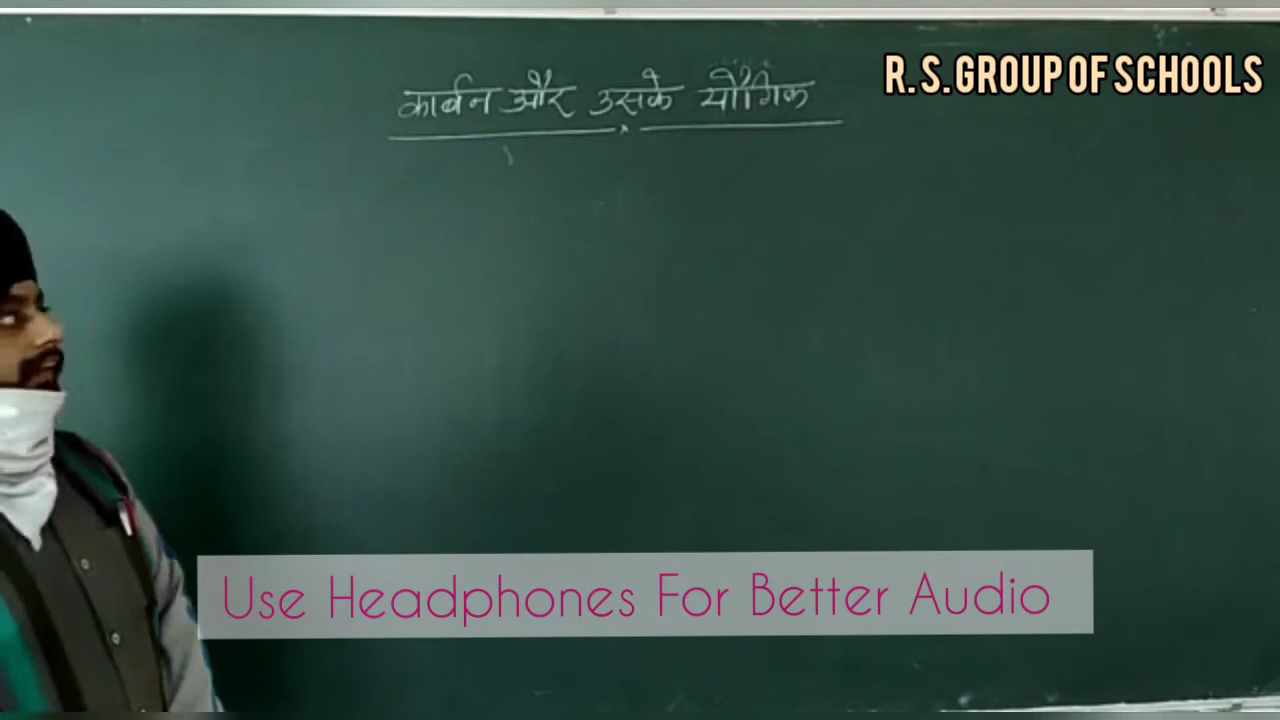 कार्बन और उसके यौगिक
R.S.GROUP OF SCHOOLS
Use Headphones For Better Audio